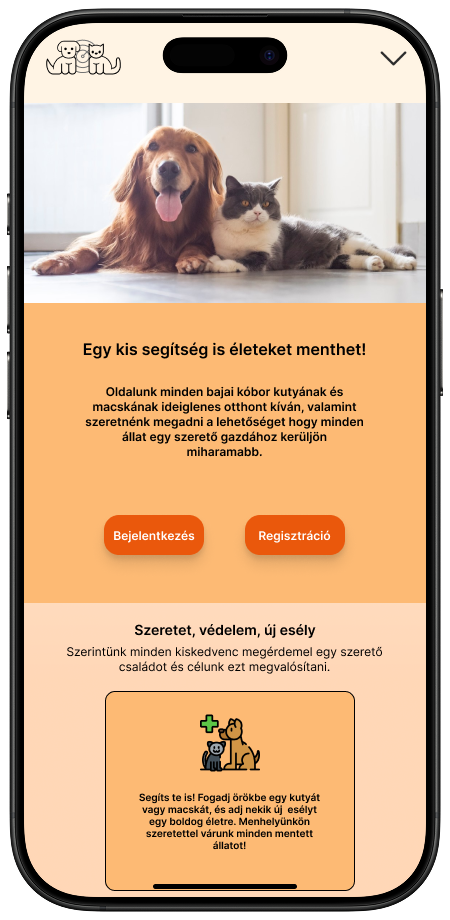 Egy kis segítség is életeket menthet!
Oldalunk minden bajai kóbor kutyának és
macskának ideiglenes otthont kíván, valamint
szeretnénk megadni a lehetőséget hogy minden
állat egy szerető gazdához kerüljön
miharamabb.
Bejelentkezés
Regisztráció
Szeretet, védelem, új esély
Szerintünk minden kiskedvenc megérdemel egy szerető
családot és célunk ezt megvalósítani.
Segíts te is! Fogadj örökbe egy kutyát
vagy macskát, és adj nekik új  esélyt
egy boldog életre. Menhelyünkön
szeretettel várunk minden mentett
állatot!